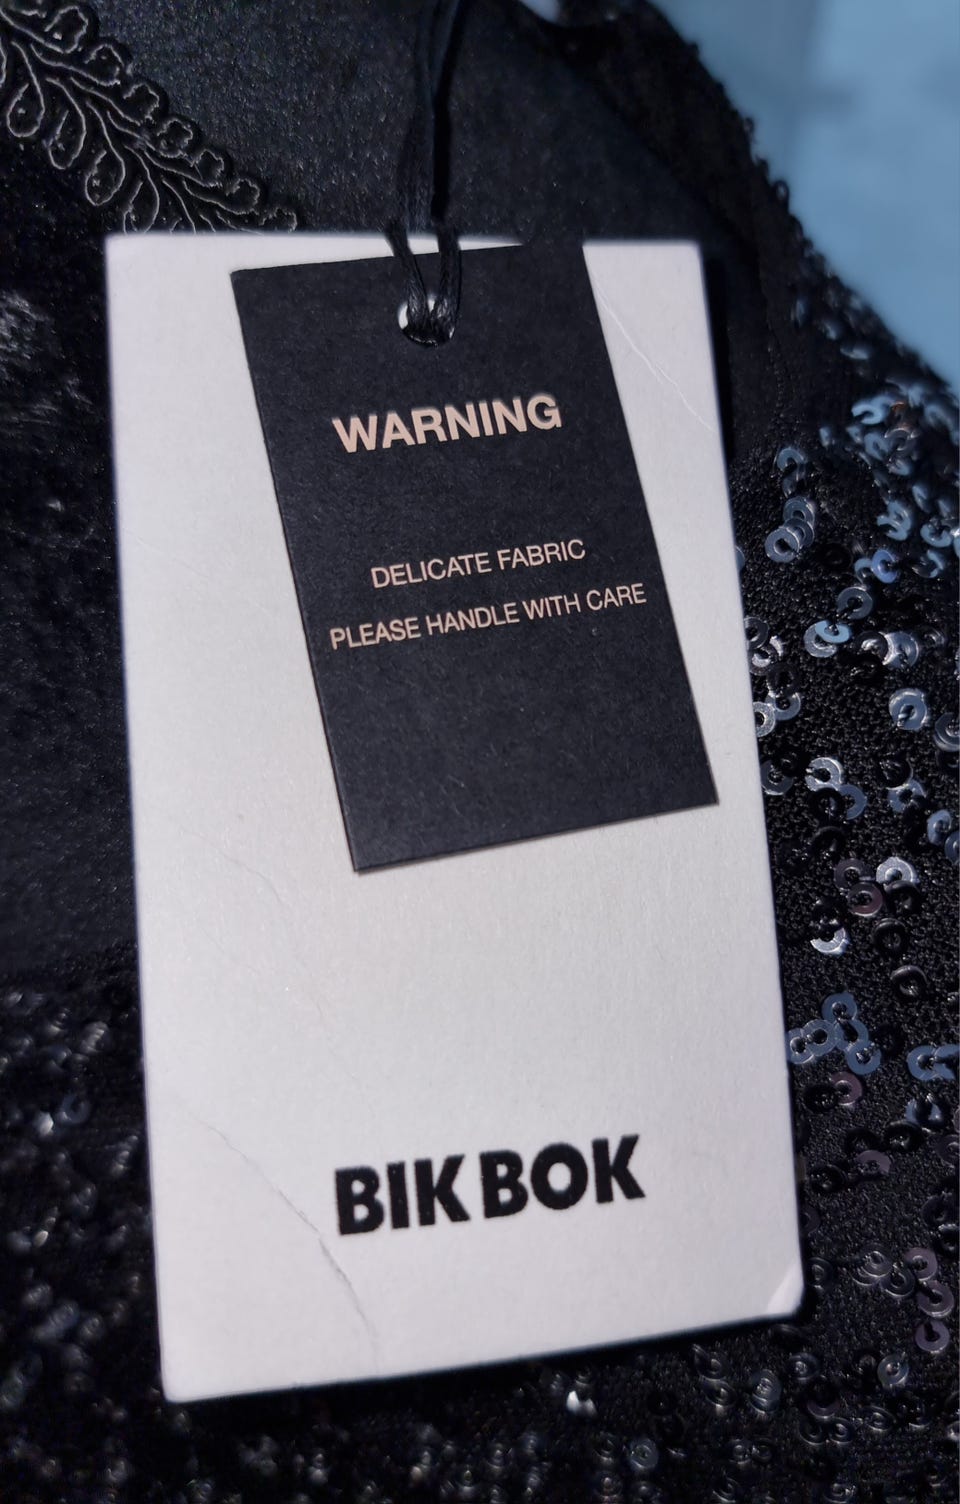 WARNING
DELICATE FABRIC
PLEASE HANDLE WITH CARE
BIK BOK